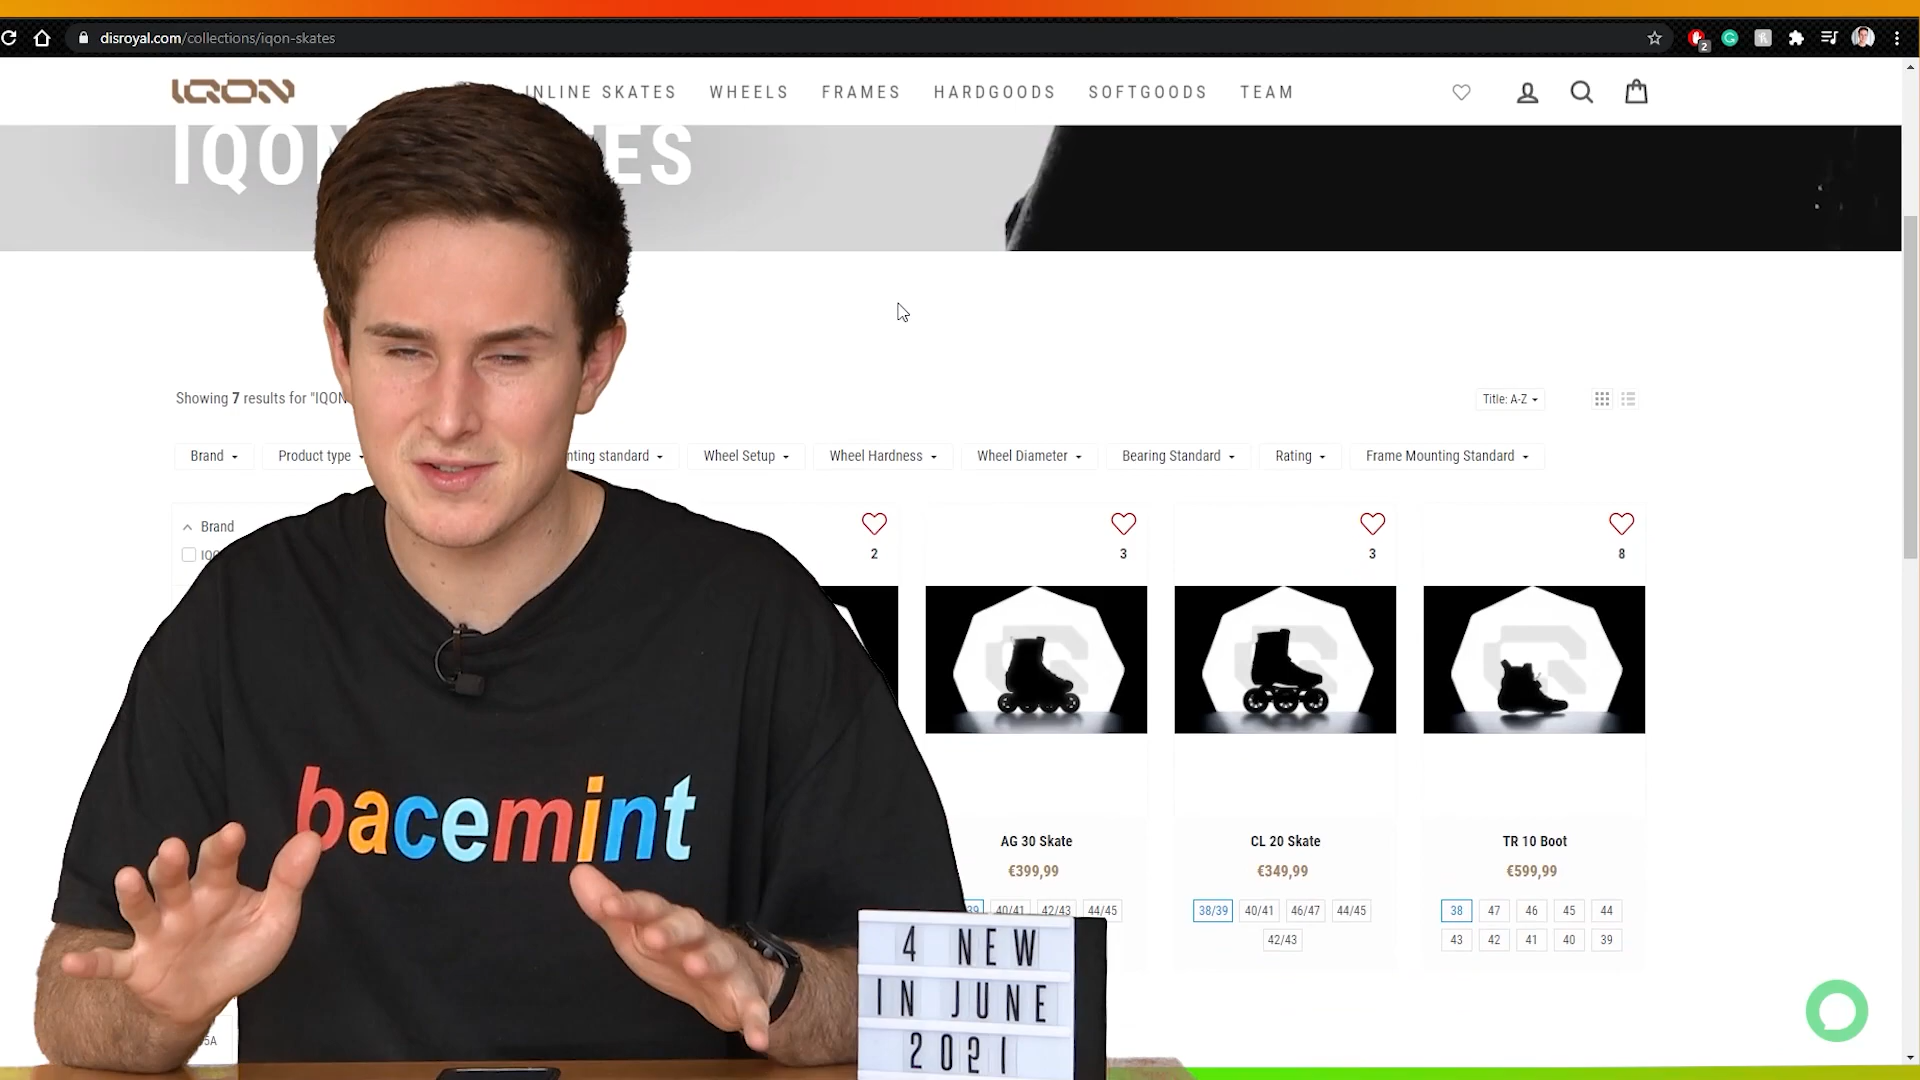 disroyal.com/collections/iqon-skates
2
IQON
INLINE SKATES WHEELS FRAMES HARDGOODS SOFTGOODS TEAM
Showing 7 results for "IQON
Title: A-Z
Brand Product type Wheel Setup Wheel Hardness Wheel Diameter Bearing Standard Rating Frame Mounting Standard
standard
Brand
2 3 3 8
AG 30 Skate CL 20 Skate TR 10 Boot
€399,99 €349,99 €599,99
40/41 42/43 44/45 38/39 40/41 46/47 44/45 38 47 46 45 44
42/43 43 42 41 40 39
bacemint
4 NEW
IN JUNE
2021